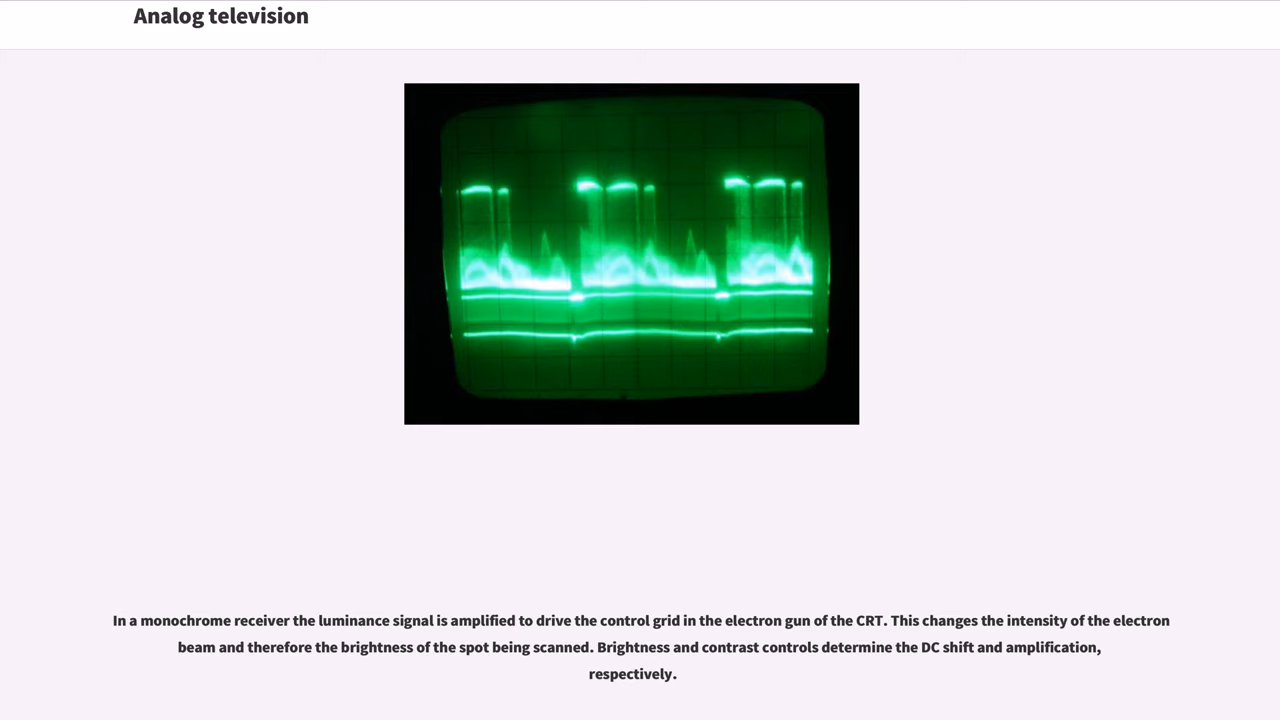 Analog television
In a monochrome receiver the luminance signal is amplified to drive the control grid in the electron gun of the CRT. This changes the intensity of the electron
beam and therefore the brightness of the spot being scanned. Brightness and contrast controls determine the DC shift and amplification,
respectively.